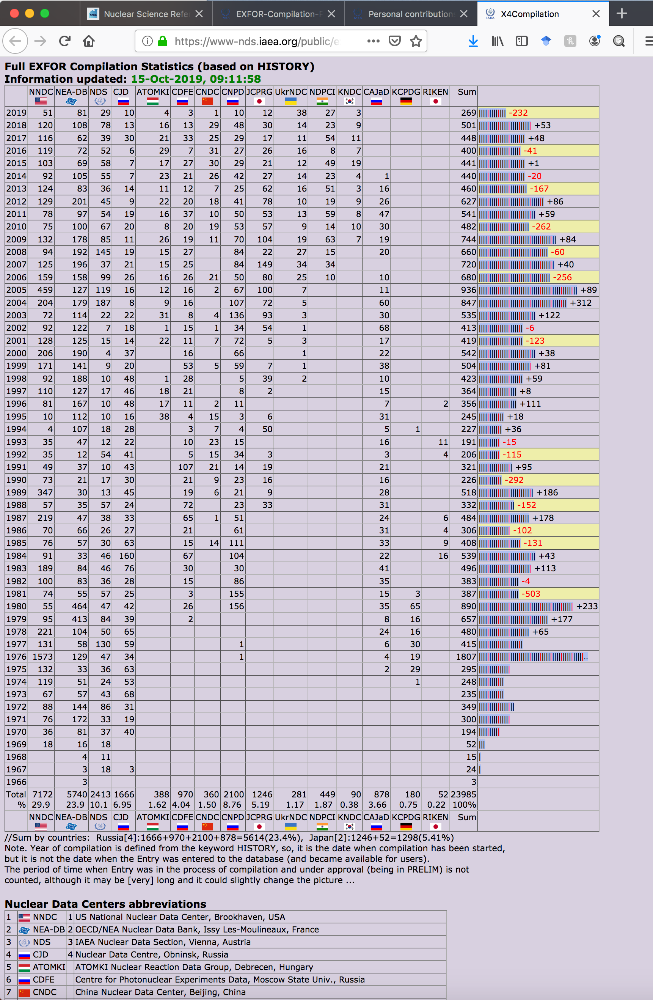 Nuclear Science Refe
EXFOR-Compilation-
Personal contribution
X4Compilation
https://www-nds.iaea.org/public/e
Full EXFOR Compilation Statistics (based on HISTORY)
Information updated: 15-Oct-2019, 09:11:58
NNDC NEA-DB NDS CJD ATOMKI CDFE CNDC CNPD JCPRG UkrNDC NDPCI KNDC CAJaD KCPDG RIKEN Sum
2019 51 81 29 10 4 3 1 10 12 38 27 3 269 -232
2018 120 108 78 13 16 13 29 48 30 14 23 9 501 +53
2017 116 62 39 30 21 33 25 29 17 11 54 11 448 +48
2016 119 72 52 6 29 7 31 27 26 16 8 7 400 -41
2015 103 69 58 7 17 27 30 29 21 12 49 19 441 +1
2014 92 105 55 7 23 21 26 42 27 14 23 4 1 440 -20
2013 124 83 36 14 11 12 7 25 62 16 51 3 16 460 -167
2012 129 201 45 9 22 20 18 41 78 10 19 9 26 627 +86
2011 78 97 54 19 16 37 10 50 53 13 59 8 47 541 +59
2010 75 100 67 20 8 20 19 53 57 9 14 10 30 482 -262
2009 132 178 85 11 26 19 11 70 104 19 63 7 19 744 +84
2008 94 192 145 19 15 27 84 22 27 15 20 660 -60
2007 125 196 37 21 15 25 84 149 34 34 720 +40
2006 159 158 99 26 16 26 21 50 80 25 10 10 680 -256
2005 459 127 119 16 12 16 2 67 100 7 11 936 +89
2004 204 179 187 8 9 16 107 72 5 60 847 +312
2003 72 114 22 22 31 8 4 136 93 3 30 535 +122
2002 92 122 7 18 1 15 1 34 54 1 68 413 -6
2001 128 125 15 14 22 11 7 72 5 3 17 419 -123
2000 206 190 4 37 16 66 1 22 542 +38
1999 171 141 9 20 53 5 59 7 1 38 504 +81
1998 92 188 10 48 1 28 5 39 2 10 423 +59
1997 110 127 17 46 18 21 8 2 15 364 +8
1996 81 167 10 48 17 11 2 11 7 2 356 +111
1995 10 112 10 16 38 4 15 3 6 31 245 +18
1994 4 107 18 28 3 7 4 50 5 1 227 +36
1993 35 47 12 22 10 23 15 16 11 191 -15
1992 35 12 54 41 5 15 34 3 3 4 206 -115
1991 49 37 10 43 107 21 14 19 21 321 +95
1990 73 21 17 30 21 9 23 16 16 226 -292
1989 347 30 13 45 19 6 21 9 28 518 +186
1988 57 35 57 24 72 23 33 31 332 -152
1987 219 47 38 33 65 1 51 24 6 484 +178
1986 70 66 26 27 21 61 31 4 306 -102
1985 76 57 30 63 15 14 111 33 9 408 -131
1984 91 33 46 160 67 104 22 16 539 +43
1983 189 84 46 76 30 30 41 496 +113
1982 100 83 36 28 15 86 35 383 -4
1981 74 55 57 25 3 155 15 3 387 -503
1980 55 464 47 42 26 156 35 65 890 +233
1979 95 413 84 39 2 8 16 657 +177
1978 221 104 50 65 24 16 480 +65
1977 131 58 130 59 1 6 30 415
1976 1573 129 47 34 1 4 19 1807 ..
1975 132 33 36 63 2 29 295
1974 119 51 24 53 1 248
1973 67 57 43 68 235
1972 88 144 86 31 349
1971 76 172 33 19 300
1970 36 81 37 40 194
1969 18 16 18 52
1968 4 11 15
1967 3 18 3 24
1966 3 3
Total 7172 5740 2413 1666 388 970 360 2100 1246 281 449 90 878 180 52 23985
% 29.9 23.9 10.1 6.95 1.62 4.04 1.50 8.76 5.19 1.17 1.87 0.38 3.66 0.75 0.22 100%
NNDC NEA-DB NDS CJD ATOMKI CDFE CNDC CNPD JCPRG UkrNDC NDPCI KNDC CAJaD KCPDG RIKEN Sum
//Sum by countries: Russia[4]:1666+970+2100+878=5614(23.4%), Japan[2]:1246+52=1298(5.41%)
Note. Year of compilation is defined from the keyword HISTORY, so, it is the date when compilation has been started,
but it is not the date when the Entry was entered to the database (and became available for users).
The period of time when Entry was in the process of compilation and under approval (being in PRELIM) is not
counted, although it may be [very] long and it could slightly change the picture ...
Nuclear Data Centers abbreviations
1 NNDC 1 US National Nuclear Data Center, Brookhaven, USA
2 NEA-DB 2 OECD/NEA Nuclear Data Bank, Issy Les-Moulineaux, France
3 NDS 3 IAEA Nuclear Data Section, Vienna, Austria
4 CJD 4 Nuclear Data Centre, Obninsk, Russia
5 ATOMKI ATOMKI Nuclear Reaction Data Group, Debrecen, Hungary
6 CDFE Centre for Photonuclear Experiments Data, Moscow State Univ., Russia
7 CNDC China Nuclear Data Center, Beijing, China